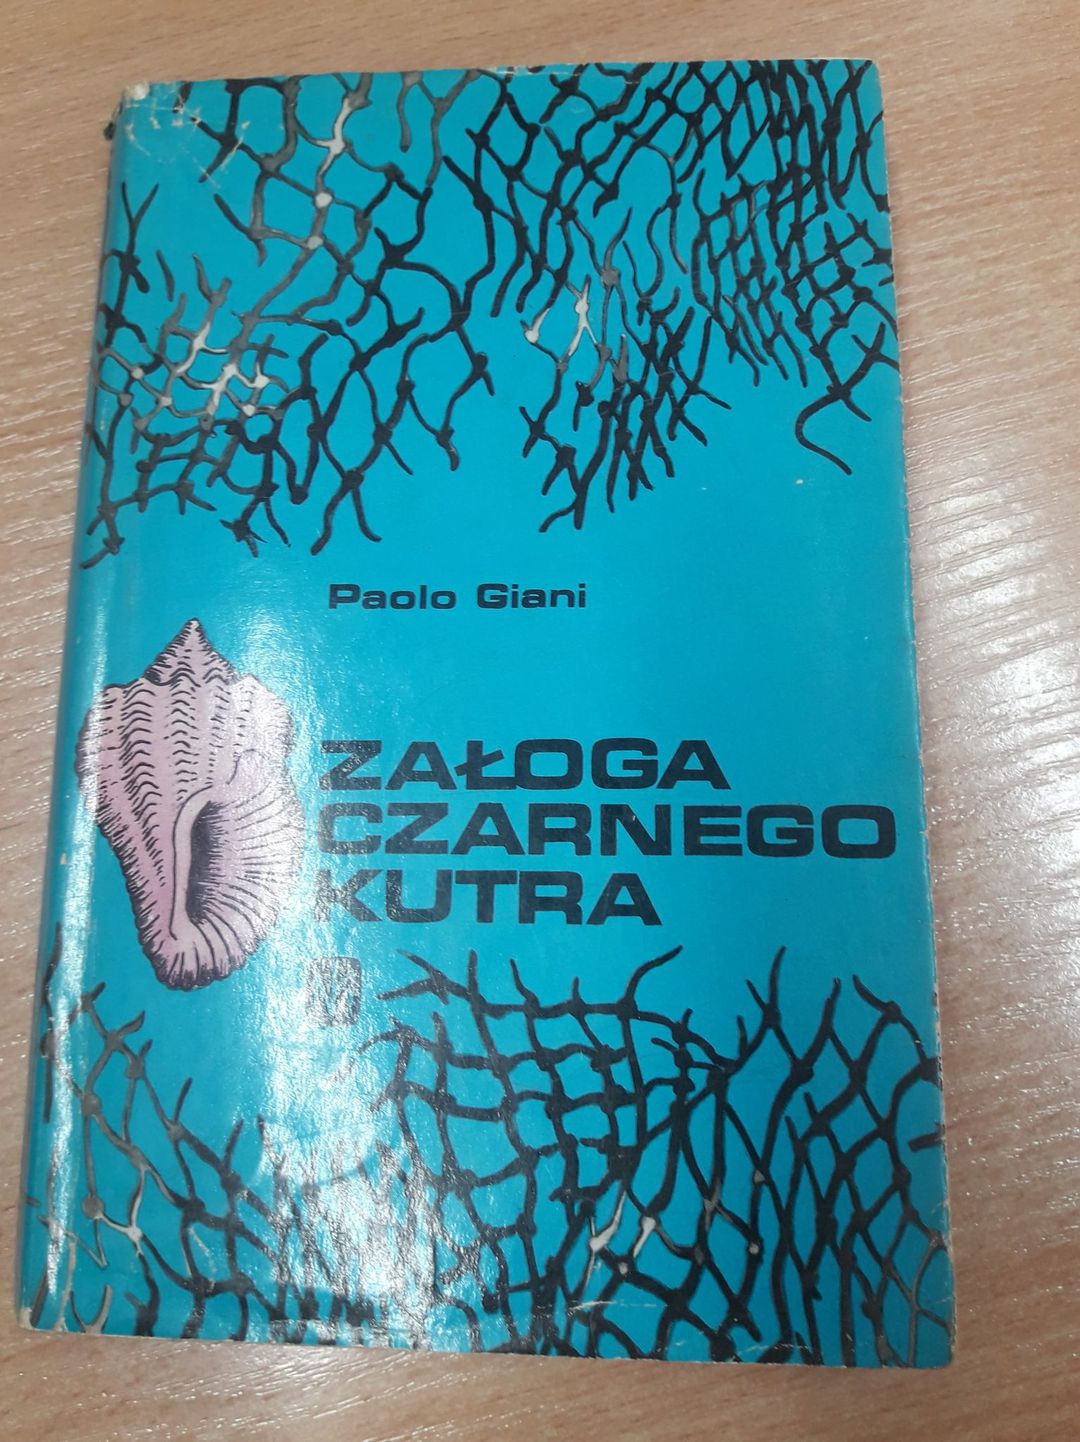 Paolo Giani
ZAŁOGA
CZARNEGO
KUTRA